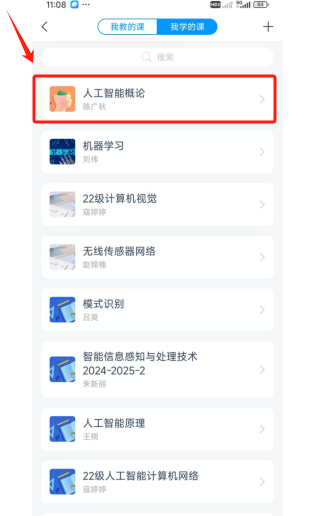 11:08
我教的课 我学的课
搜索
人工智能概论
陈广秋
机器学习
刘伟
22级计算机视觉
寇婷婷
无线传感器网络
赵锦楠
模式识别
吕奕
智能信息感知与处理技术
2024-2025-2
朱新丽
人工智能原理
王朔
22级人工智能计算机网络
寇婷婷